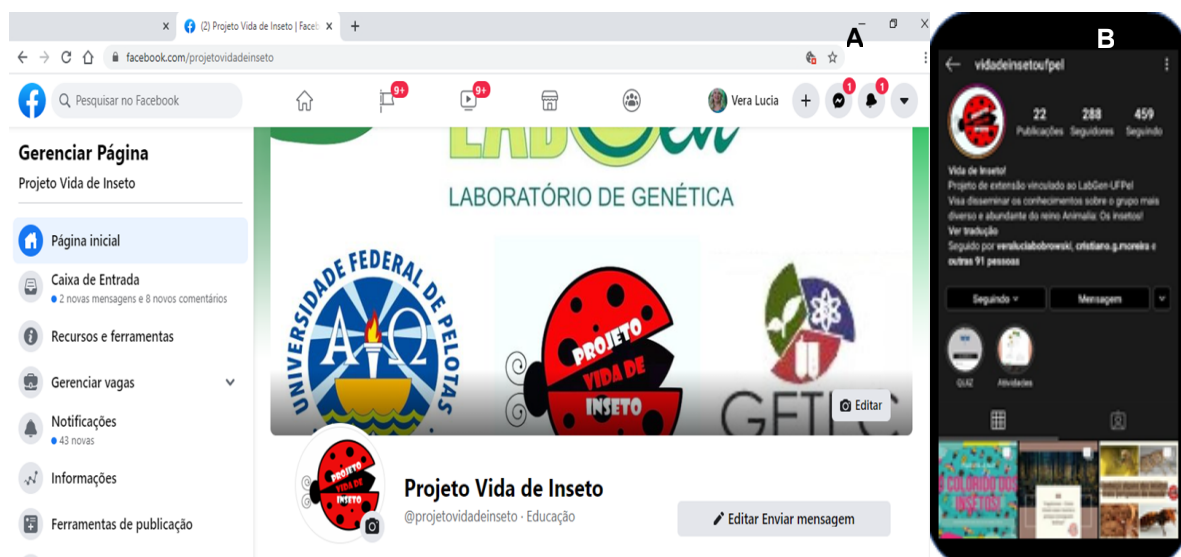 (2) Projeto Vida de Inseto | Faceb
A
facebook.com/projetovidadeinseto
Pesquisar no Facebook
9+
9+
Vera Lucia
1
1
Gerenciar Página
Projeto Vida de Inseto
Página inicial
Caixa de Entrada
2 novas mensagens e 8 novos comentários
Recursos e ferramentas
Gerenciar vagas
Notificações
43 novas
Informações
Ferramentas de publicação
LABGen
LABORATÓRIO DE GENÉTICA
UNIVERSIDADE FEDERAL DE PELOTAS
PROJETO
VIDA DE
INSETO
Editar
PROJETO
VIDA DE
INSETO
Projeto Vida de Inseto
@projetovidadeinseto · Educação
Editar Enviar mensagem
B
vidadeinsetoufpel
22 288 459
Publicações Seguidores Seguindo
Vida de Inseto!
Projeto de extensão vinculado ao LabGen-UFPel
Visa disseminar os conhecimentos sobre o grupo mais
diverso e abundante do reino Animalia: Os insetos!
Ver tradução
Seguido por veraluciabobrowski, cristiano.g.moreira e
outras 91 pessoas
Seguindo Mensagem
QUIZ Atividades
COLORIDO DOS
INSETOS!